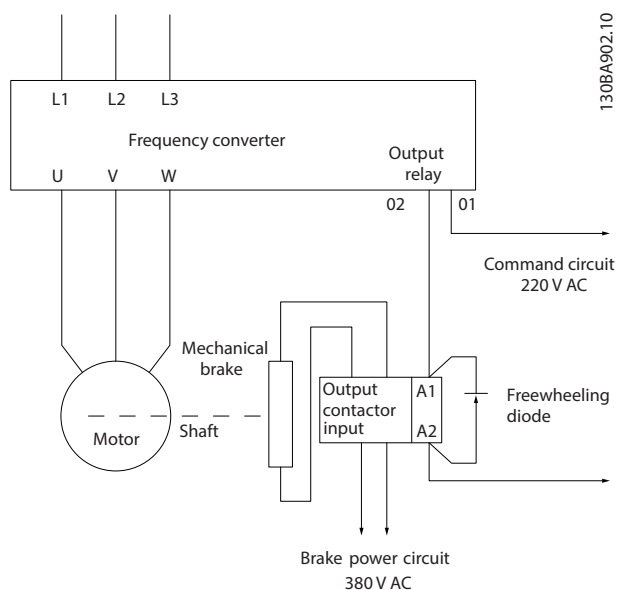 130BA902.10
L1 L2 L3
Frequency converter
U V W
Output
relay
02 01
Command circuit
220 V AC
Mechanical
brake
Output
contactor
input
A1
A2
Freewheeling
diode
Motor
Shaft
Brake power circuit
380 V AC